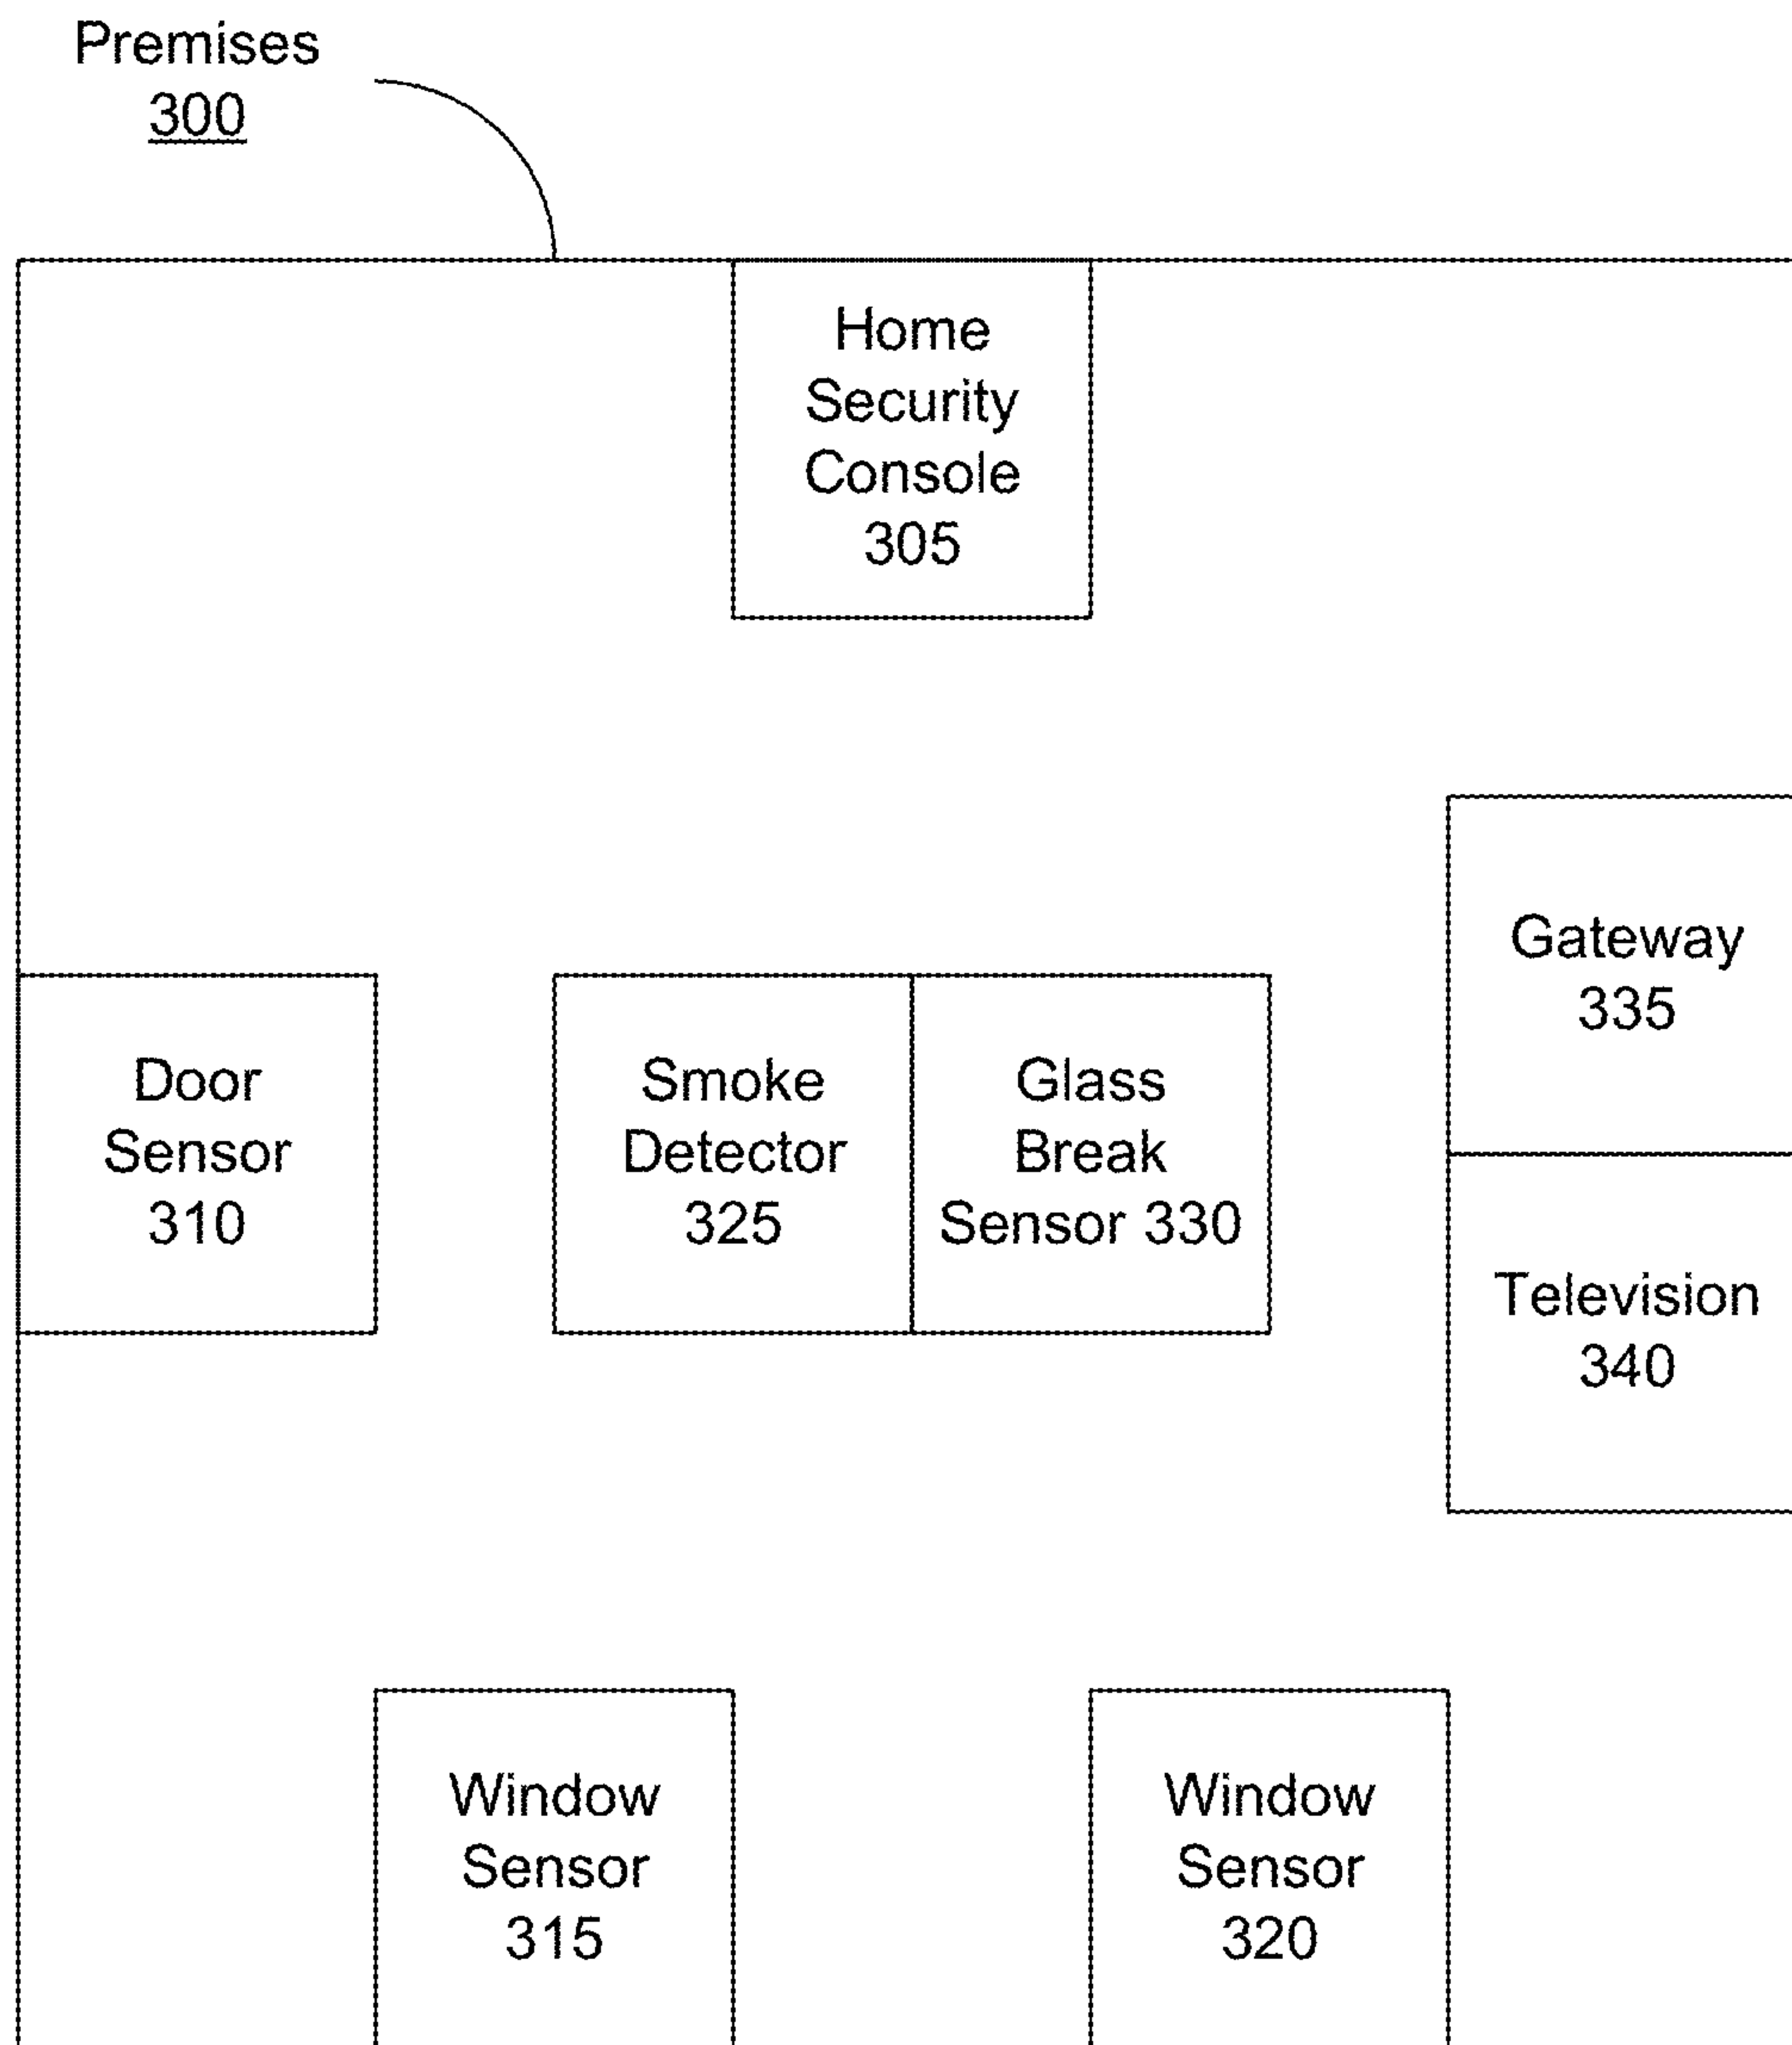 Premises
300
Home
Security
Console
305
Gateway
335
Door
Sensor
310
Smoke
Detector
325
Glass
Break
Sensor 330
Television
340
Window
Sensor
315
Window
Sensor
320